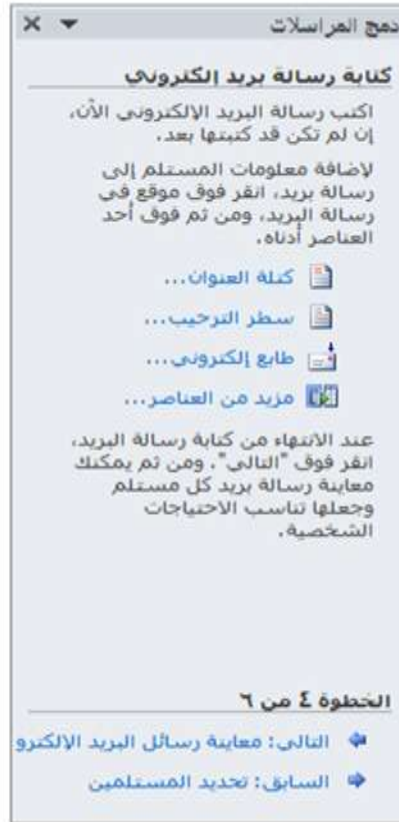 دمج المراسلات
كتابة رسالة بريد إلكتروني
اكتب رسالة البريد الإلكتروني الآن،
إن لم تكن قد كتبتها بعد.
لإضافة معلومات المستلم إلى
رسالة بريد، انقر فوق موقع في
رسالة البريد، ومن ثم فوق أحد
العناصر أدناه.
كتلة العنوان...
سطر الترحيب...
طابع إلكتروني...
مزيد من العناصر...
عند الانتهاء من كتابة رسالة البريد،
انقر فوق "التالي". ومن ثم يمكنك
معاينة رسالة بريد كل مستلم
وجعلها تناسب الاحتياجات
الشخصية.
الخطوة ٤ من ٦
التالي: معاينة رسائل البريد الإلكترو
السابق: تحديد المستلمين